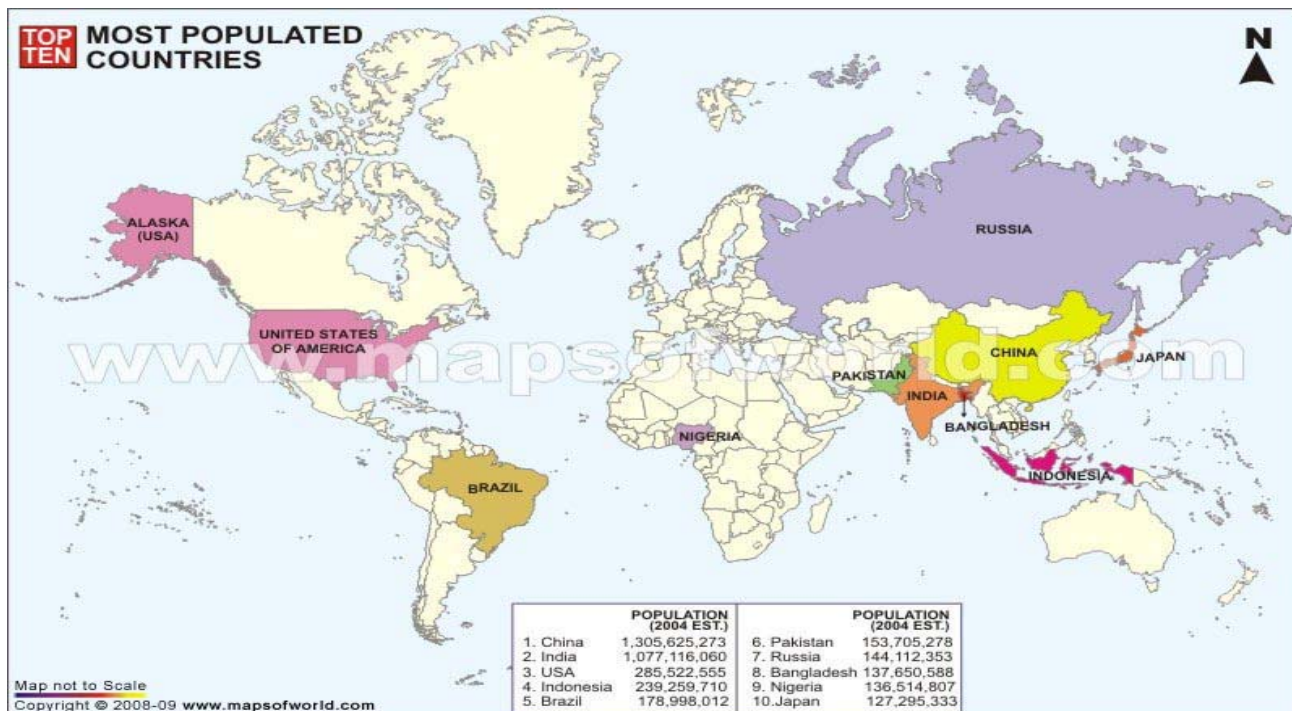 TOP
TEN
MOST POPULATED
COUNTRIES
N
ALASKA
(USA)
RUSSIA
UNITED STATES
OF AMERICA
www.mapsofworld.com
CHINA
JAPAN
PAKISTAN
INDIA
BANGLADESH
NIGERIA
INDONESIA
BRAZIL
POPULATION
(2004 EST.)
1. China 1,305,625,273
2. India 1,077,116,060
3. USA 285,522,555
4. Indonesia 239,259,710
5. Brazil 178,998,012
POPULATION
(2004 EST.)
6. Pakistan 153,705,278
7. Russia 144,112,353
8. Bangladesh 137,650,588
9. Nigeria 136,514,807
10.Japan 127,295,333
Map not to Scale
Copyright © 2008-09 www.mapsofworld.com